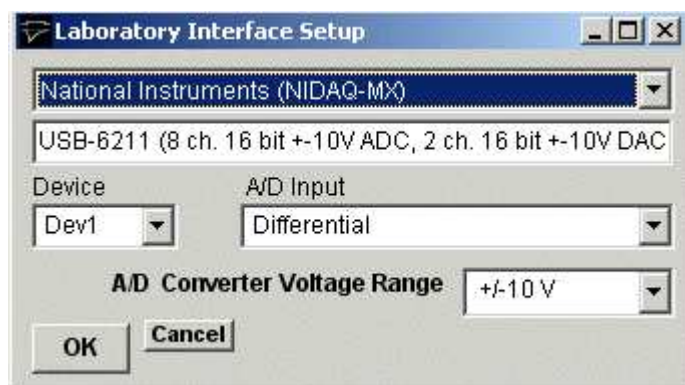 Laboratory Interface Setup
National Instruments (NIDAQ-MX)
USB-6211 (8 ch. 16 bit +-10V ADC, 2 ch. 16 bit +-10V DAC
Device A/D Input
Dev1 Differential
A/D Converter Voltage Range +/-10 V
OK Cancel